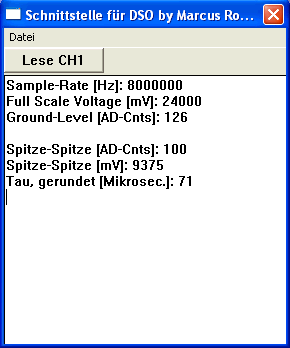 Schnittstelle für DSO by Marcus Ro...
Datei
Lese CH1
Sample-Rate [Hz]: 8000000
Full Scale Voltage [mV]: 24000
Ground-Level [AD-Cnts]: 126
Spitze-Spitze [AD-Cnts]: 100
Spitze-Spitze [mV]: 9375
Tau, gerundet [Mikrosec.]: 71